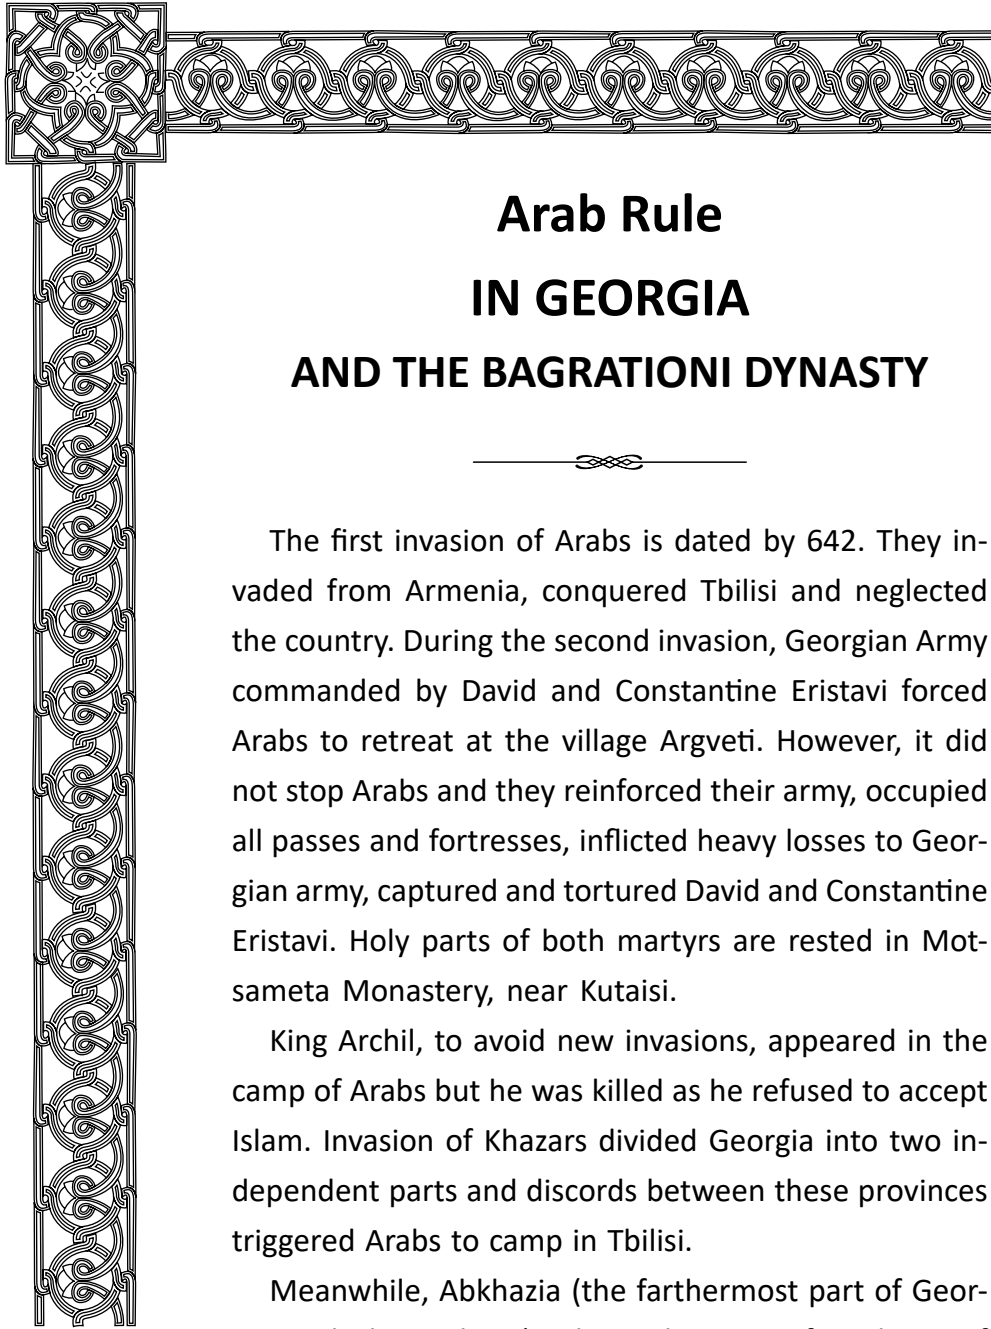 Arab Rule
IN GEORGIA
AND THE BAGRATIONI DYNASTY
The first invasion of Arabs is dated by 642. They in-
vaded from Armenia, conquered Tbilisi and neglected
the country. During the second invasion, Georgian Army
commanded by David and Constantine Eristavi forced
Arabs to retreat at the village Argveti. However, it did
not stop Arabs and they reinforced their army, occupied
all passes and fortresses, inflicted heavy losses to Geor-
gian army, captured and tortured David and Constantine
Eristavi. Holy parts of both martyrs are rested in Mot-
sameta Monastery, near Kutaisi.
King Archil, to avoid new invasions, appeared in the
camp of Arabs but he was killed as he refused to accept
Islam. Invasion of Khazars divided Georgia into two in-
dependent parts and discords between these provinces
triggered Arabs to camp in Tbilisi.
Meanwhile, Abkhazia (the farthermost part of Geor-